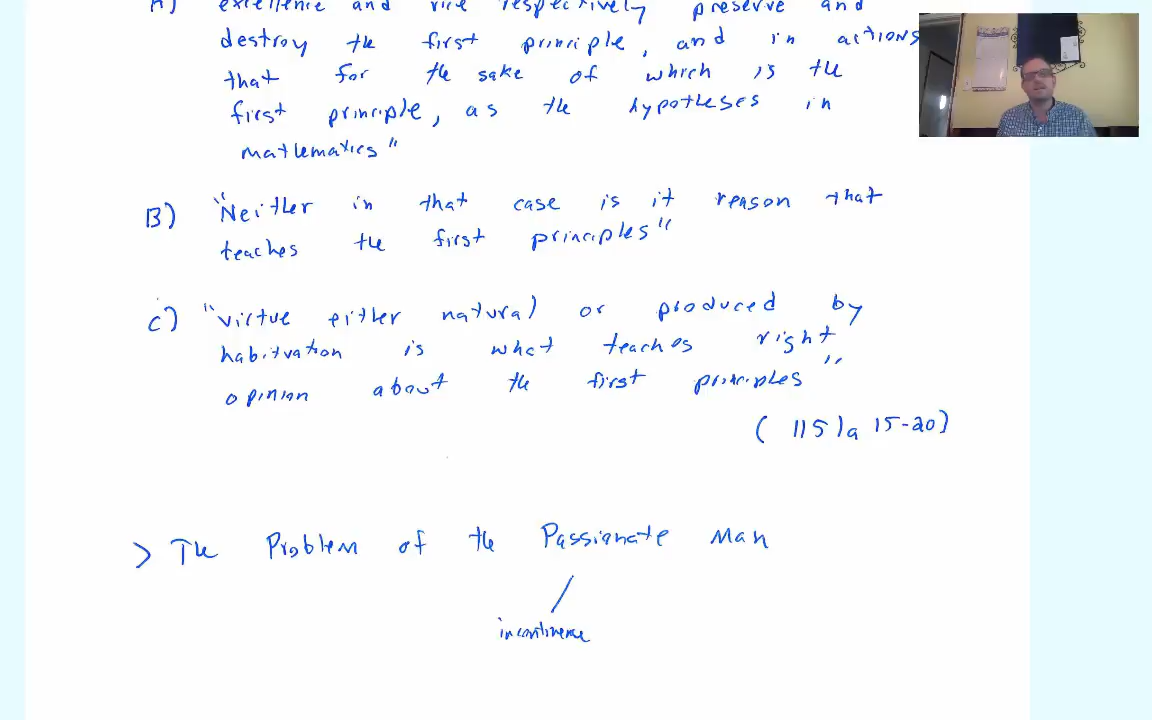 A) excellence and vice respectively preserve and
destroy the first principle, and in actions
that for the sake of which is the
first principle, as the hypotheses in
mathematics"
B) "Neither in that case is it reason that
teaches the first principles"
C) "virtue either natural or produced by
habituation is what teaches right
opinion about the first principles"
(1151a 15-20)
> The Problem of the Passionate Man
incontinence